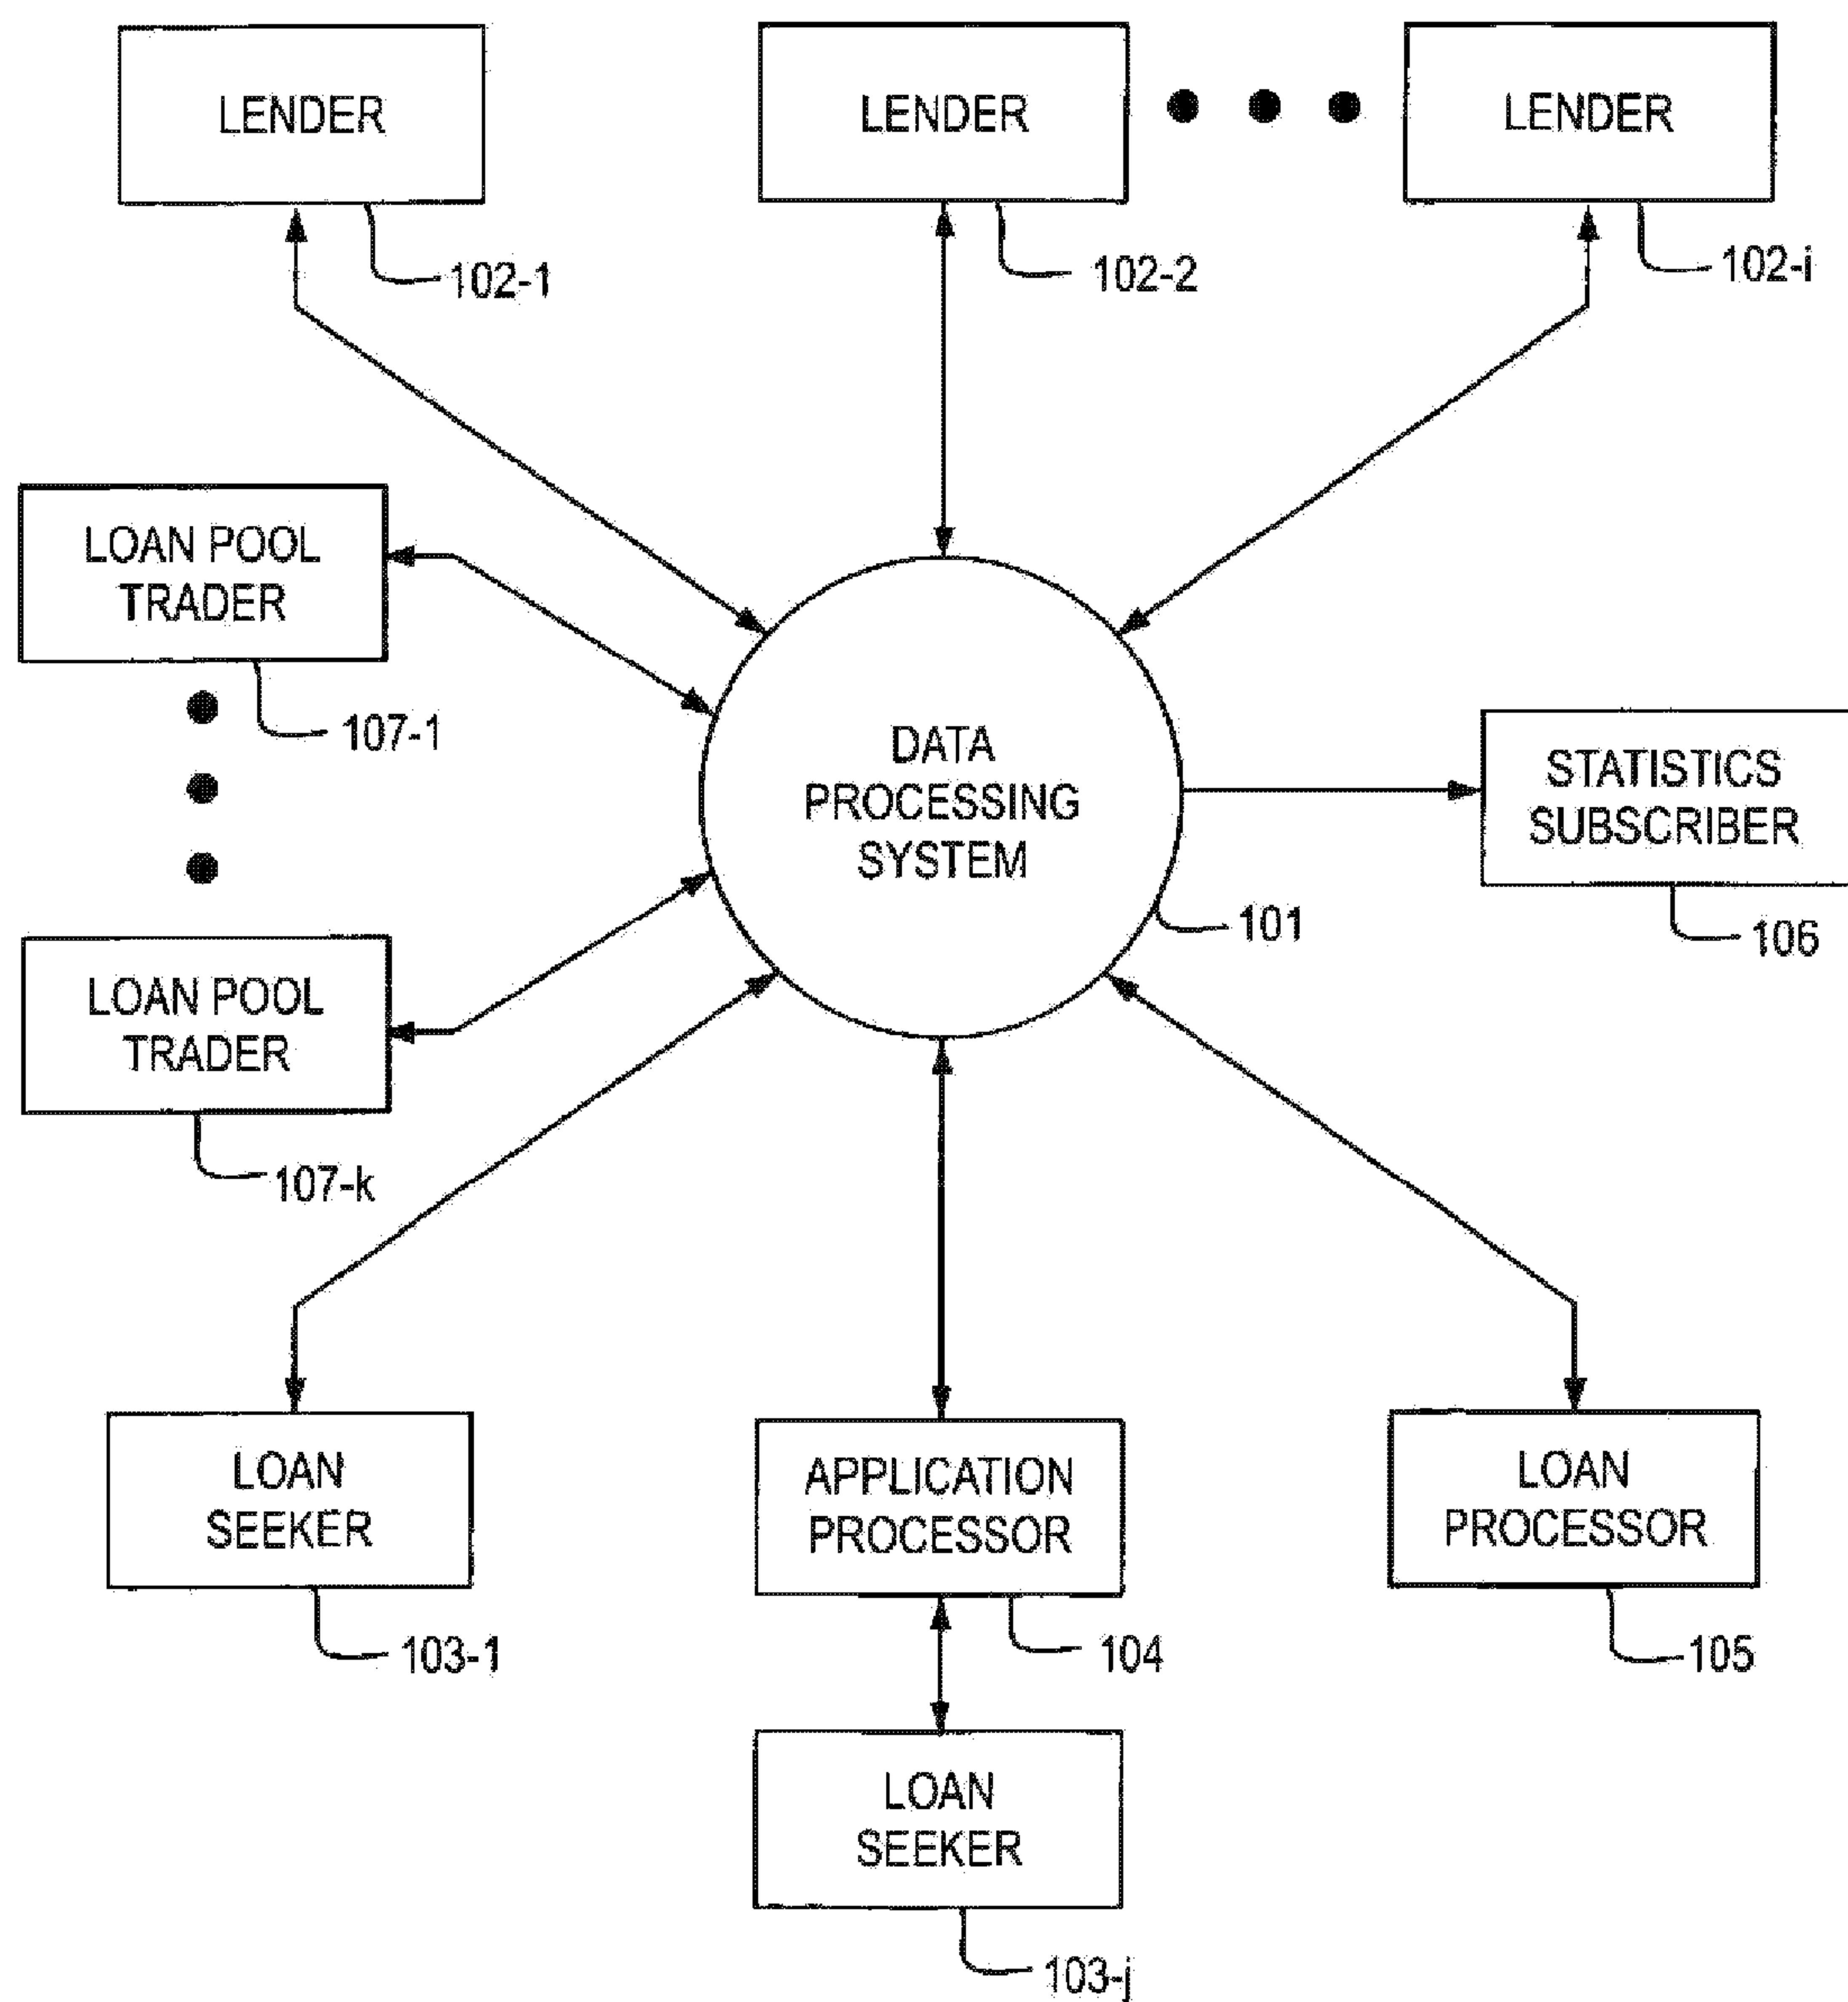 LENDER
LENDER
LENDER
102-1
102-2
102-i
LOAN POOL
TRADER
107-1
DATA
PROCESSING
SYSTEM
101
STATISTICS
SUBSCRIBER
106
LOAN POOL
TRADER
107-k
LOAN
SEEKER
103-1
APPLICATION
PROCESSOR
104
LOAN
PROCESSOR
105
LOAN
SEEKER
103-j